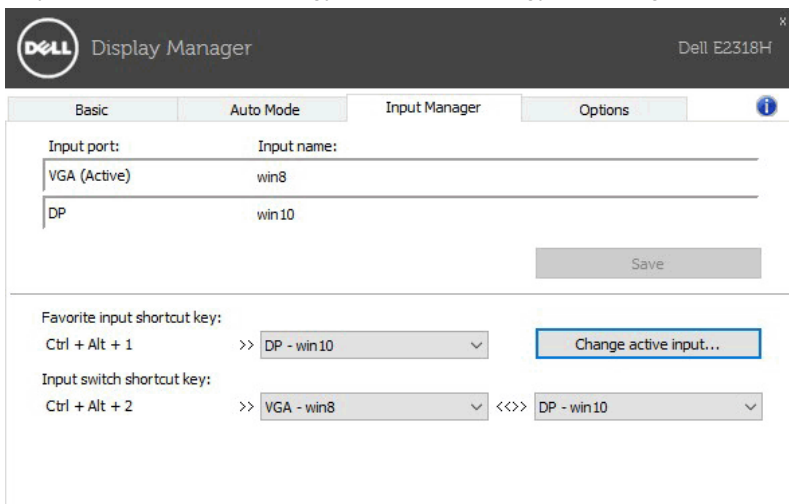 x
DELL Display Manager Dell E2318H
Basic Auto Mode Input Manager Options i
Input port: Input name:
VGA (Active) win8
DP win10
Save
Favorite input shortcut key:
Ctrl + Alt + 1 >> DP - win10 Change active input...
Input switch shortcut key:
Ctrl + Alt + 2 >> VGA - win8 <<>> DP - win10